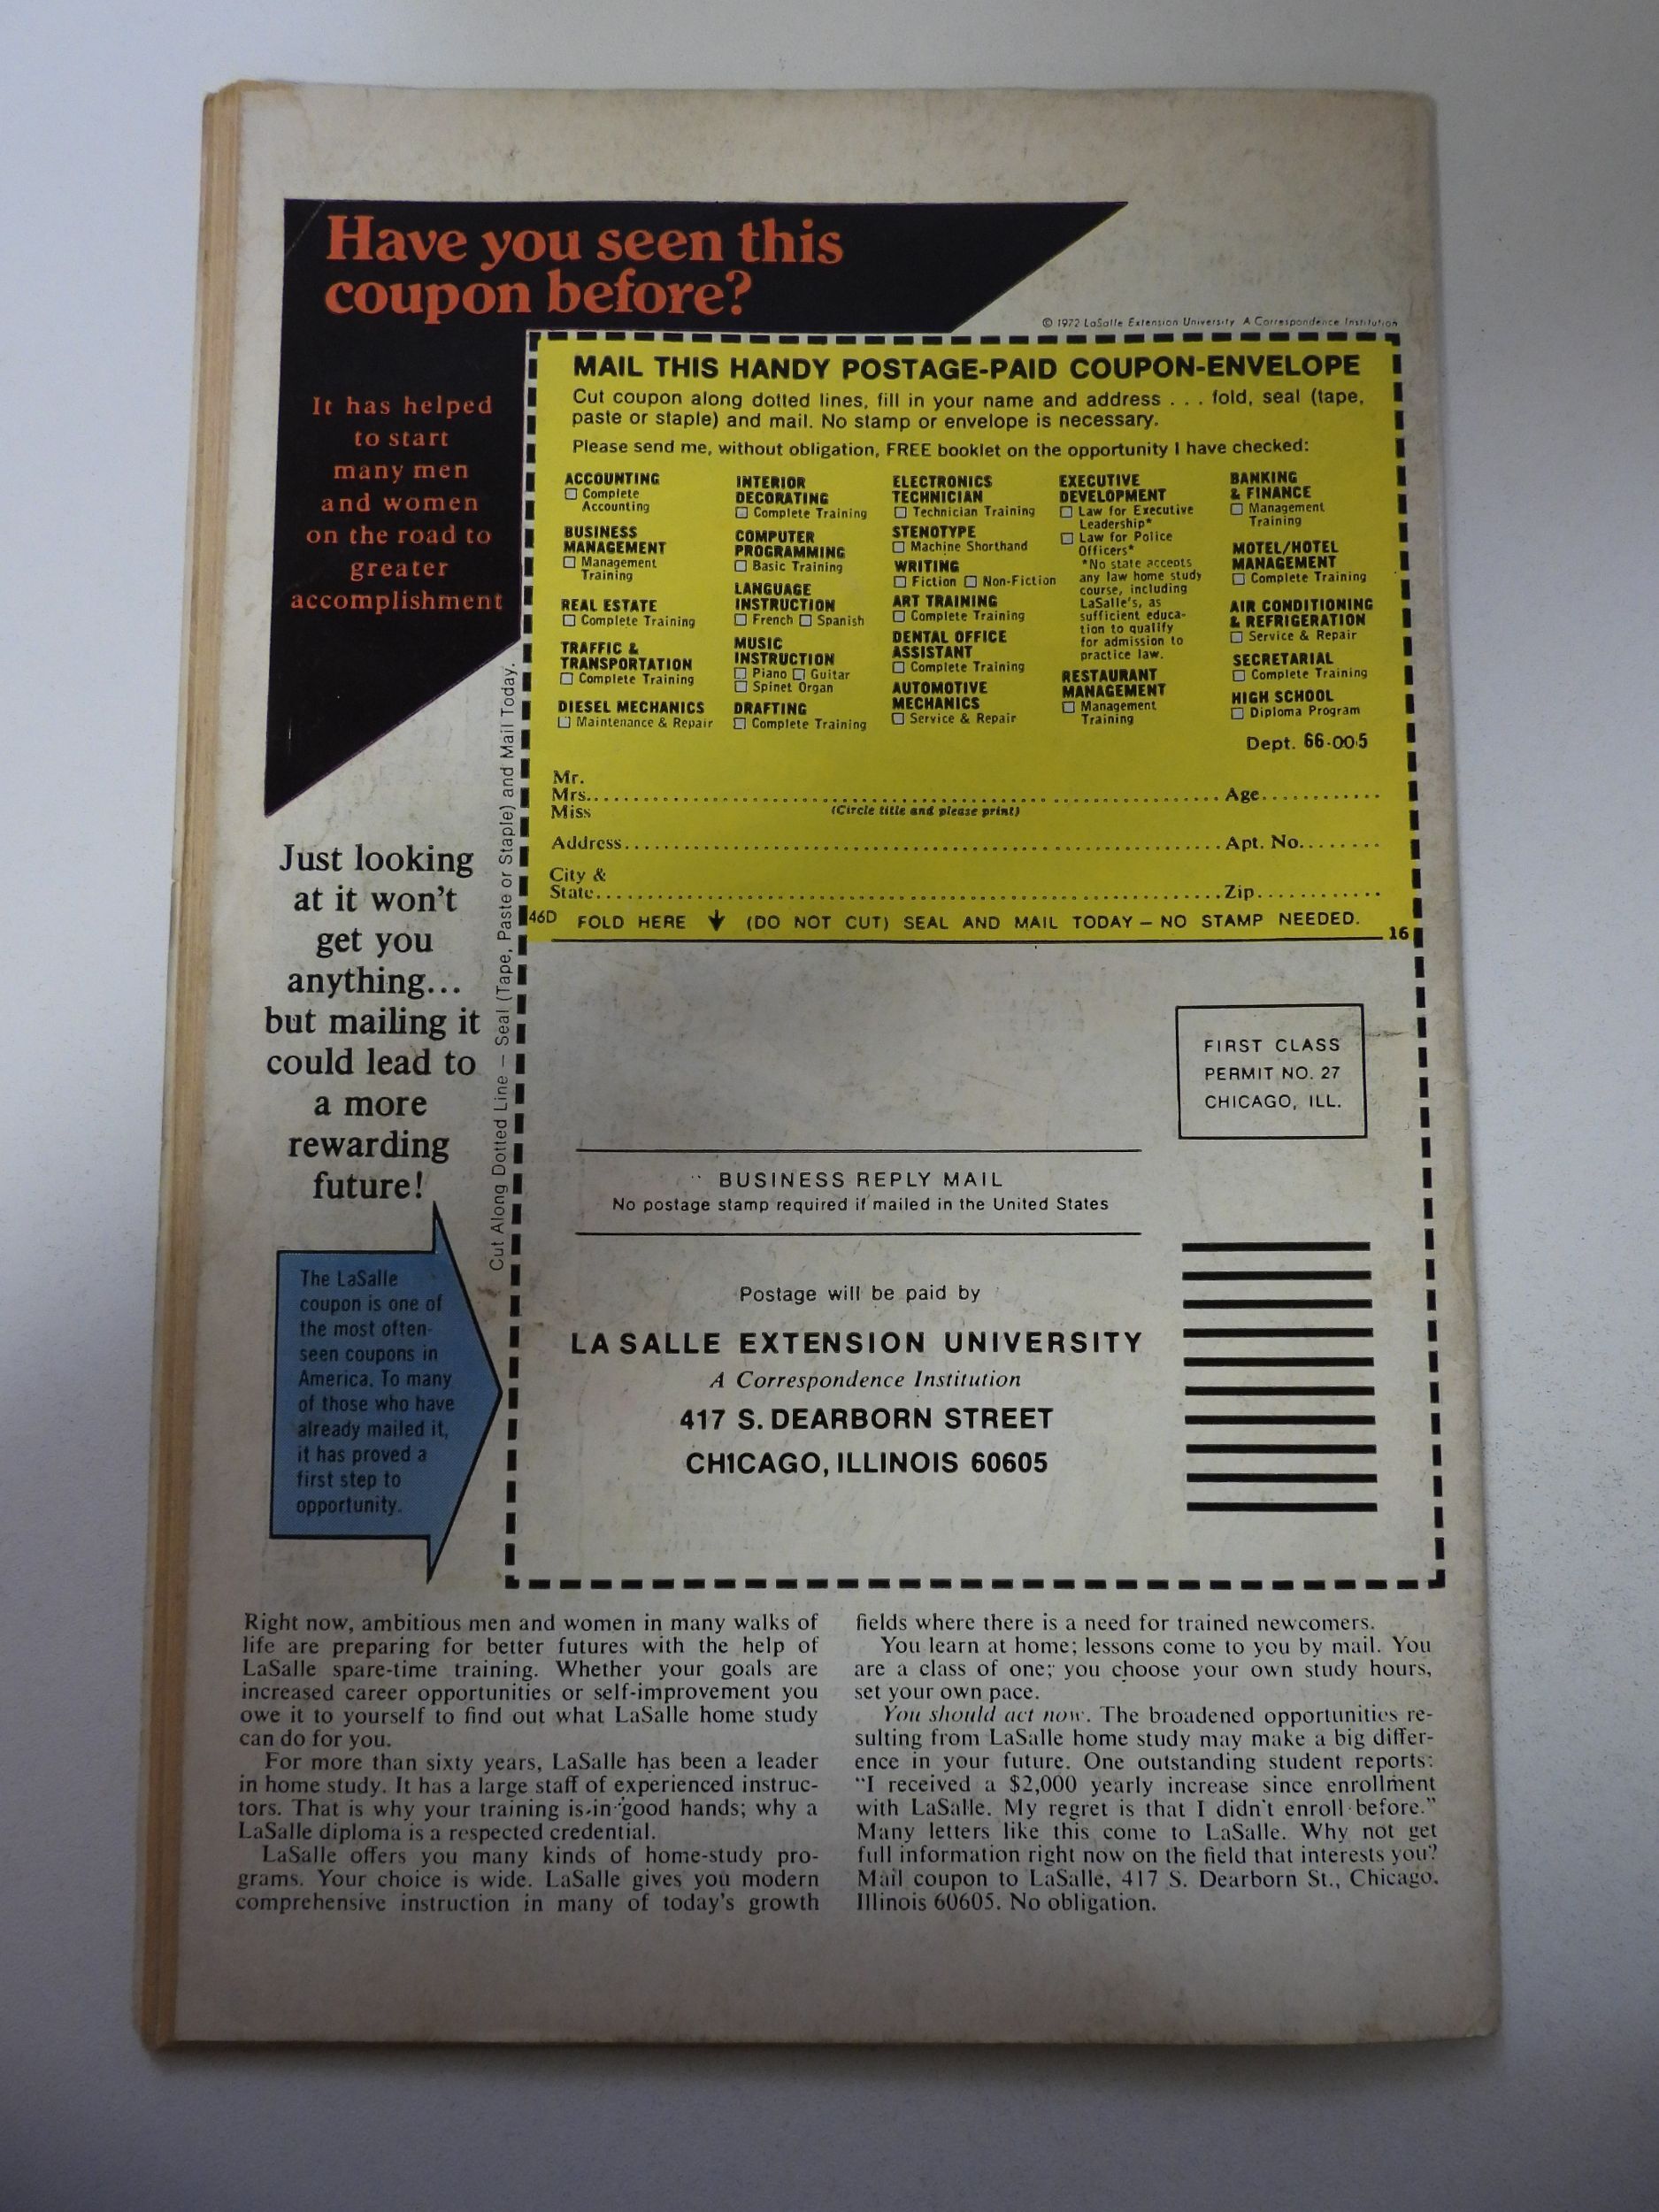 Have you seen this
coupon before?
It has helped
to start
many men
and women
on the road to
greater
accomplishment
© 1972 LaSalle Extension University A Correspondence Institution
MAIL THIS HANDY POSTAGE-PAID COUPON-ENVELOPE
Cut coupon along dotted lines, fill in your name and address . . . fold, seal (tape,
paste or staple) and mail. No stamp or envelope is necessary.
Please send me, without obligation, FREE booklet on the opportunity I have checked:
ACCOUNTING
☐ Complete
Accounting
BUSINESS
MANAGEMENT
☐ Management
Training
REAL ESTATE
☐ Complete Training
TRAFFIC &
TRANSPORTATION
☐ Complete Training
DIESEL MECHANICS
☐ Maintenance & Repair
INTERIOR
DECORATING
☐ Complete Training
COMPUTER
PROGRAMMING
☐ Basic Training
LANGUAGE
INSTRUCTION
☐ French ☐ Spanish
MUSIC
INSTRUCTION
☐ Piano ☐ Guitar
☐ Spinet Organ
DRAFTING
☐ Complete Training
ELECTRONICS
TECHNICIAN
☐ Technician Training
STENOTYPE
☐ Machine Shorthand
WRITING
☐ Fiction ☐ Non-Fiction
ART TRAINING
☐ Complete Training
DENTAL OFFICE
ASSISTANT
☐ Complete Training
AUTOMOTIVE
MECHANICS
☐ Service & Repair
EXECUTIVE
DEVELOPMENT
☐ Law for Executive
Leadership*
☐ Law for Police
Officers*
*No state accepts
any law home study
course, including
LaSalle's, as
sufficient educa-
tion to qualify
for admission to
practice law.
RESTAURANT
MANAGEMENT
☐ Management
Training
BANKING
& FINANCE
☐ Management
Training
MOTEL/HOTEL
MANAGEMENT
☐ Complete Training
AIR CONDITIONING
& REFRIGERATION
☐ Service & Repair
SECRETARIAL
☐ Complete Training
HIGH SCHOOL
☐ Diploma Program
Dept. 66-005
Mr.
Mrs. Age
Miss (Circle title and please print)
Address Apt. No.
City &
State Zip
46D FOLD HERE (DO NOT CUT) SEAL AND MAIL TODAY – NO STAMP NEEDED.
16
Cut Along Dotted Line – Seal (Tape, Paste or Staple) and Mail Today.
Just looking
at it won't
get you
anything...
but mailing it
could lead to
a more
rewarding
future!
The LaSalle
coupon is one of
the most often-
seen coupons in
America. To many
of those who have
already mailed it,
it has proved a
first step to
opportunity.
FIRST CLASS
PERMIT NO. 27
CHICAGO, ILL.
BUSINESS REPLY MAIL
No postage stamp required if mailed in the United States
Postage will be paid by
LA SALLE EXTENSION UNIVERSITY
A Correspondence Institution
417 S. DEARBORN STREET
CHICAGO, ILLINOIS 60605
Right now, ambitious men and women in many walks of
life are preparing for better futures with the help of
LaSalle spare-time training. Whether your goals are
increased career opportunities or self-improvement you
owe it to yourself to find out what LaSalle home study
can do for you.
For more than sixty years, LaSalle has been a leader
in home study. It has a large staff of experienced instruc-
tors. That is why your training is in good hands; why a
LaSalle diploma is a respected credential.
LaSalle offers you many kinds of home-study pro-
grams. Your choice is wide. LaSalle gives you modern
comprehensive instruction in many of today's growth
fields where there is a need for trained newcomers.
You learn at home; lessons come to you by mail. You
are a class of one; you choose your own study hours,
set your own pace.
You should act now. The broadened opportunities re-
sulting from LaSalle home study may make a big differ-
ence in your future. One outstanding student reports:
"I received a $2,000 yearly increase since enrollment
with LaSalle. My regret is that I didn't enroll before."
Many letters like this come to LaSalle. Why not get
full information right now on the field that interests you?
Mail coupon to LaSalle, 417 S. Dearborn St., Chicago,
Illinois 60605. No obligation.